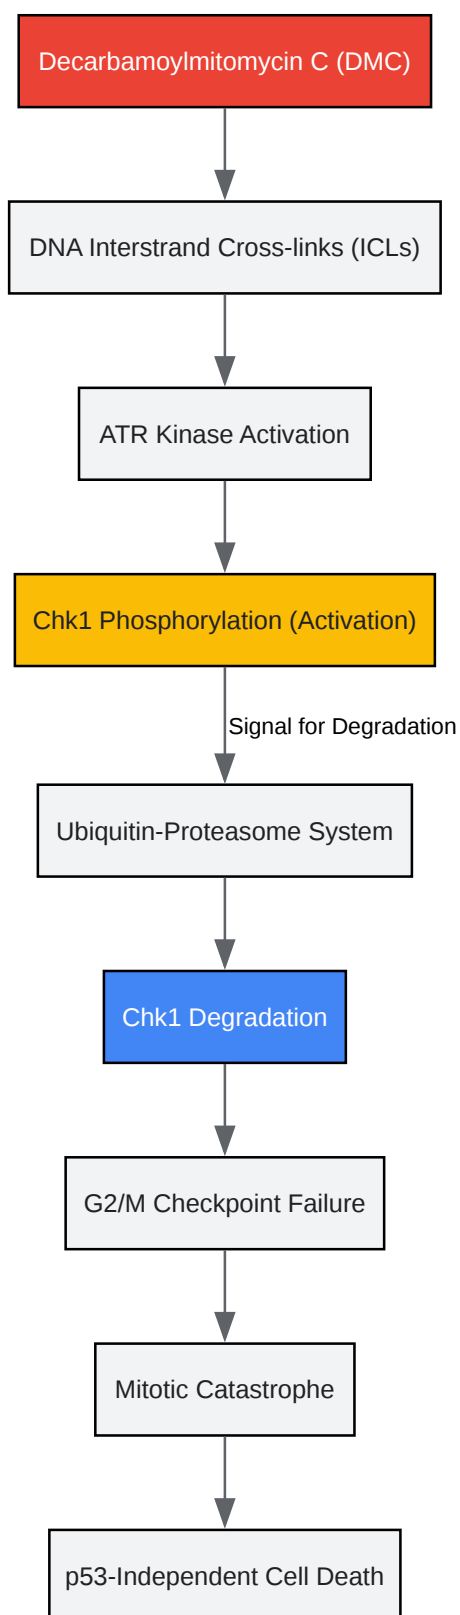 Decarbamoylmitomycin C (DMC)
DNA Interstrand Cross-links (ICLs)
ATR Kinase Activation
Chk1 Phosphorylation (Activation)
Signal for Degradation
Ubiquitin-Proteasome System
Chk1 Degradation
G2/M Checkpoint Failure
Mitotic Catastrophe
p53-Independent Cell Death